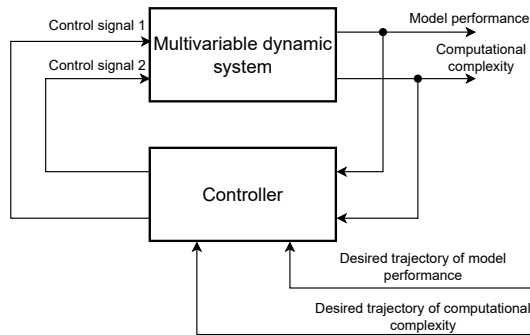 Control signal 1
Multivariable dynamic
system
Model performance
Computational
complexity
Control signal 2
Controller
Desired trajectory of model
performance
Desired trajectory of computational
complexity